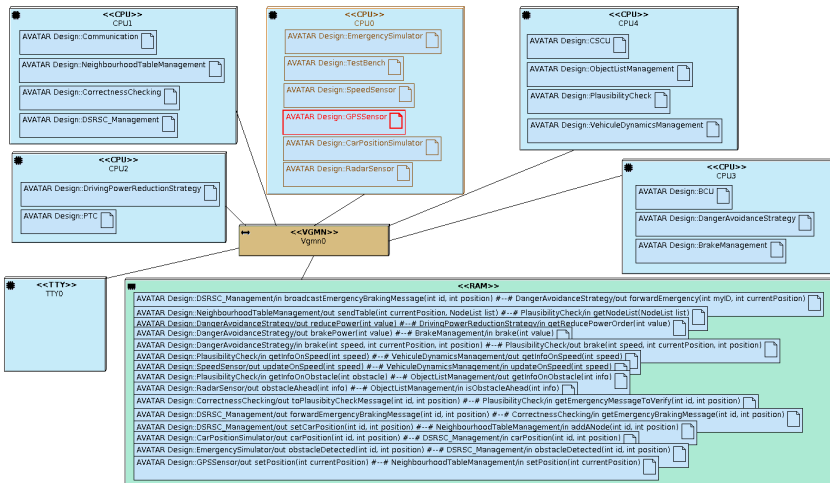 <<CPU>>
CPU1
AVATAR Design::Communication
AVATAR Design::NeighbourhoodTableManagement
AVATAR Design::CorrectnessChecking
AVATAR Design::DSRSC_Management
<<CPU>>
CPU0
AVATAR Design::EmergencySimulator
AVATAR Design::TestBench
AVATAR Design::SpeedSensor
AVATAR Design::GPSSensor
AVATAR Design::CarPositionSimulator
AVATAR Design::RadarSensor
<<CPU>>
CPU4
AVATAR Design::CSCU
AVATAR Design::ObjectListManagement
AVATAR Design::PlausibilityCheck
AVATAR Design::VehiculeDynamicsManagement
<<CPU>>
CPU2
AVATAR Design::DrivingPowerReductionStrategy
AVATAR Design::PTC
<<CPU>>
CPU3
AVATAR Design::BCU
AVATAR Design::DangerAvoidanceStrategy
AVATAR Design::BrakeManagement
<<VGMN>>
Vgmn0
<<TTY>>
TTY0
<<RAM>>
AVATAR Design::DSRSC_Management/in broadcastEmergencyBrakingMessage(int id, int position) #--# DangerAvoidanceStrategy/out forwardEmergency(int myID, int currentPosition)
AVATAR Design::NeighbourhoodTableManagement/out sendTable(int currentPosition, NodeList list) #--# PlausibilityCheck/in getNodeList(NodeList list)
AVATAR Design::DangerAvoidanceStrategy/out reducePower(int value) #--# DrivingPowerReductionStrategy/in getReducePowerOrder(int value)
AVATAR Design::DangerAvoidanceStrategy/out brakePower(int value) #--# BrakeManagement/in brake(int value)
AVATAR Design::DangerAvoidanceStrategy/in brake(int speed, int currentPosition, int position) #--# PlausibilityCheck/out brake(int speed, int currentPosition, int position)
AVATAR Design::PlausibilityCheck/in getInfoOnSpeed(int speed) #--# VehiculeDynamicsManagement/out getInfoOnSpeed(int speed)
AVATAR Design::SpeedSensor/out updateOnSpeed(int speed) #--# VehiculeDynamicsManagement/in updateOnSpeed(int speed)
AVATAR Design::PlausibilityCheck/in getInfoOnObstacle(int obstacle) #--# ObjectListManagement/out getInfoOnObstacle(int info)
AVATAR Design::RadarSensor/out obstacleAhead(int info) #--# ObjectListManagement/in isObstacleAhead(int info)
AVATAR Design::CorrectnessChecking/out toPlausibityCheckMessage(int id, int position) #--# PlausibilityCheck/in getEmergencyMessageToVerify(int id, int position)
AVATAR Design::DSRSC_Management/out forwardEmergencyBrakingMessage(int id, int position) #--# CorrectnessChecking/in getEmergencyBrakingMessage(int id, int position)
AVATAR Design::DSRSC_Management/out setCarPosition(int id, int position) #--# NeighbourhoodTableManagement/in addANode(int id, int position)
AVATAR Design::CarPositionSimulator/out carPosition(int id, int position) #--# DSRSC_Management/in carPosition(int id, int position)
AVATAR Design::EmergencySimulator/out obstacleDetected(int id, int position) #--# DSRSC_Management/in obstacleDetected(int id, int position)
AVATAR Design::GPSSensor/out setPosition(int currentPosition) #--# NeighbourhoodTableManagement/in setPosition(int currentPosition)